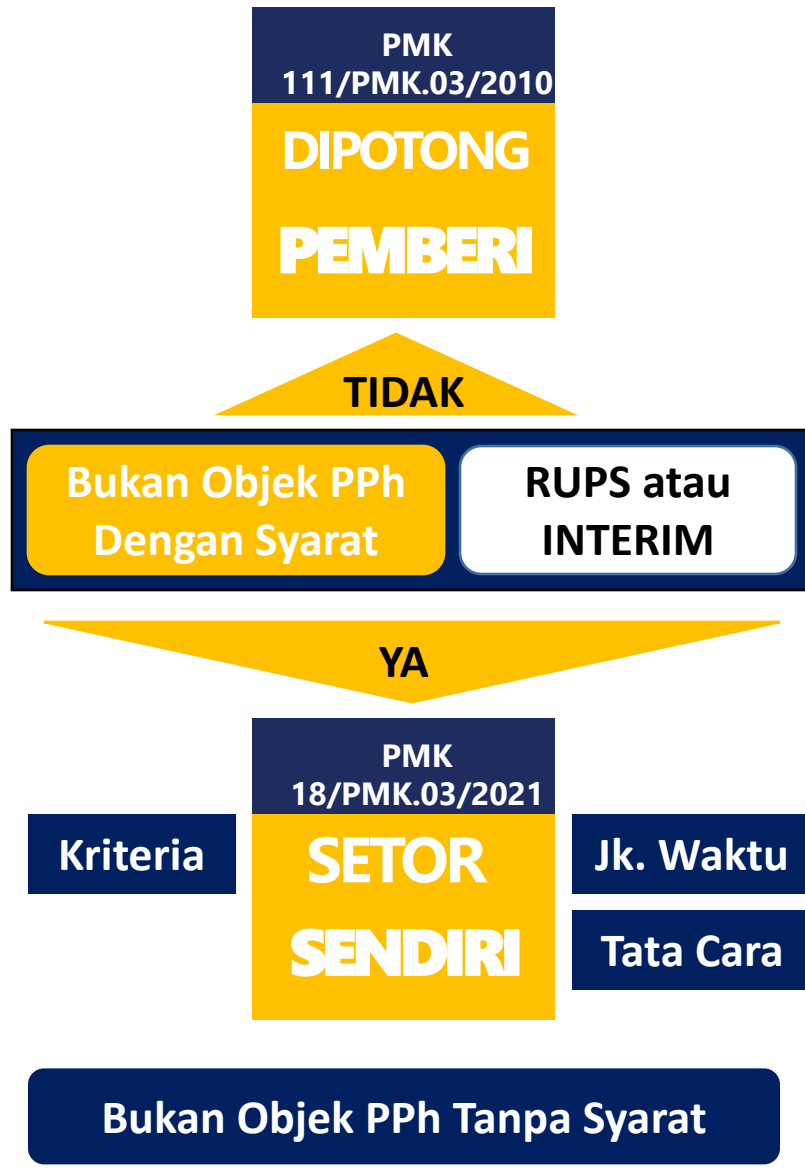 PMK
111/PMK.03/2010
DIPOTONG
PEMBERI
TIDAK
Bukan Objek PPh
Dengan Syarat
RUPS atau
INTERIM
YA
PMK
18/PMK.03/2021
Kriteria
SETOR
SENDIRI
Jk. Waktu
Tata Cara
Bukan Objek PPh Tanpa Syarat